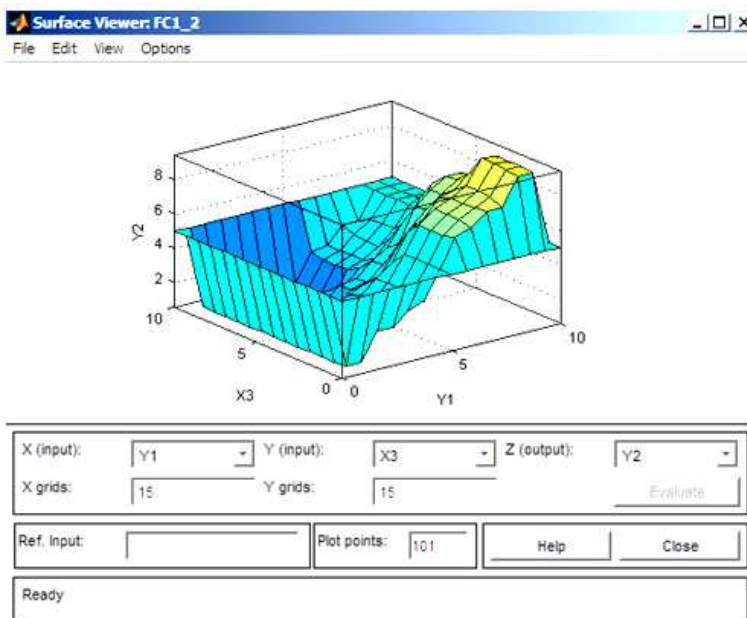 Surface Viewer: FC1_2
File Edit View Options
8
6
4
2
Y2
10
5
0
X3
0
5
10
Y1
X (input): Y1 Y (input): X3 Z (output): Y2
X grids: 15 Y grids: 15 Evaluate
Ref. Input: Plot points: 101 Help Close
Ready